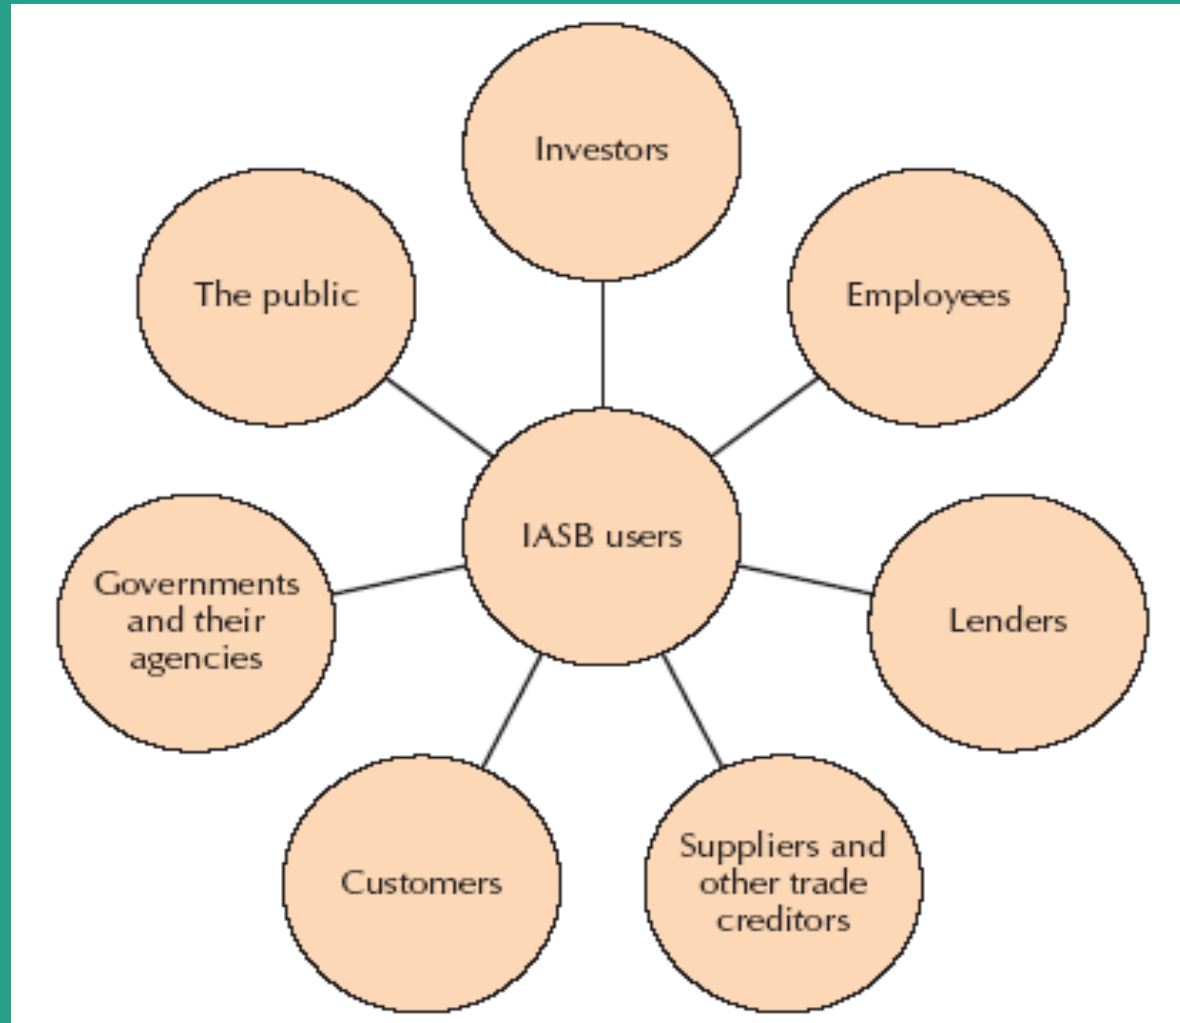 Investors
The public
Employees
IASB users
Governments
and their
agencies
Lenders
Customers
Suppliers and
other trade
creditors